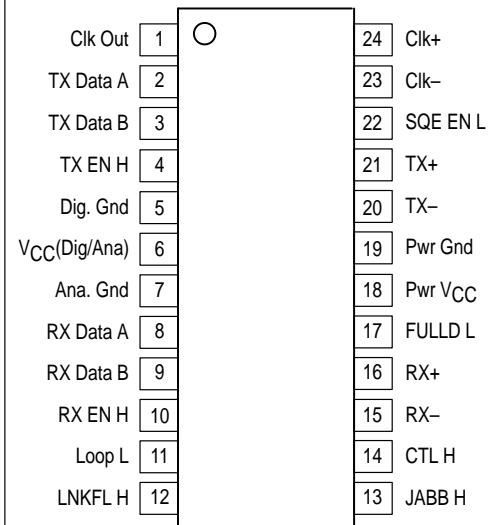 Clk Out 1 24 Clk+
TX Data A 2 23 Clk–
TX Data B 3 22 SQE EN L
TX EN H 4 21 TX+
Dig. Gnd 5 20 TX–
VCC(Dig/Ana) 6 19 Pwr Gnd
Ana. Gnd 7 18 Pwr VCC
RX Data A 8 17 FULLD L
RX Data B 9 16 RX+
RX EN H 10 15 RX–
Loop L 11 14 CTL H
LNKFL H 12 13 JABB H